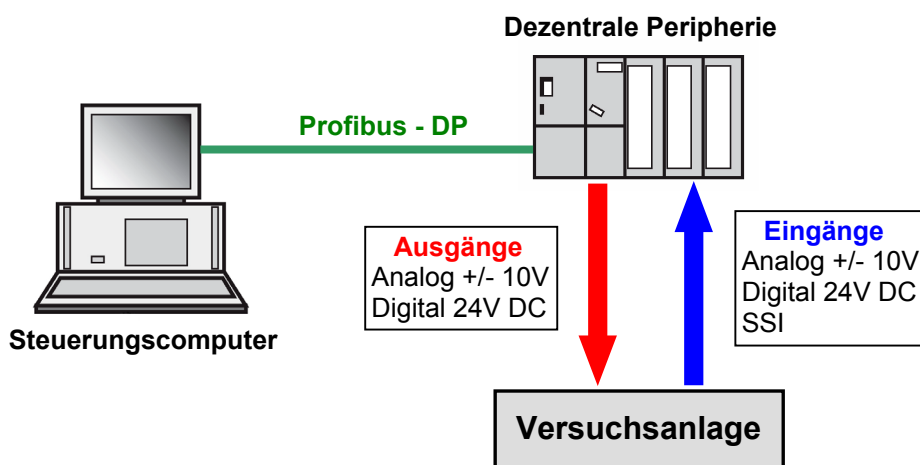 Dezentrale Peripherie
Profibus - DP
Steuerungscomputer
Ausgänge
Analog +/- 10V
Digital 24V DC
Eingänge
Analog +/- 10V
Digital 24V DC
SSI
Versuchsanlage